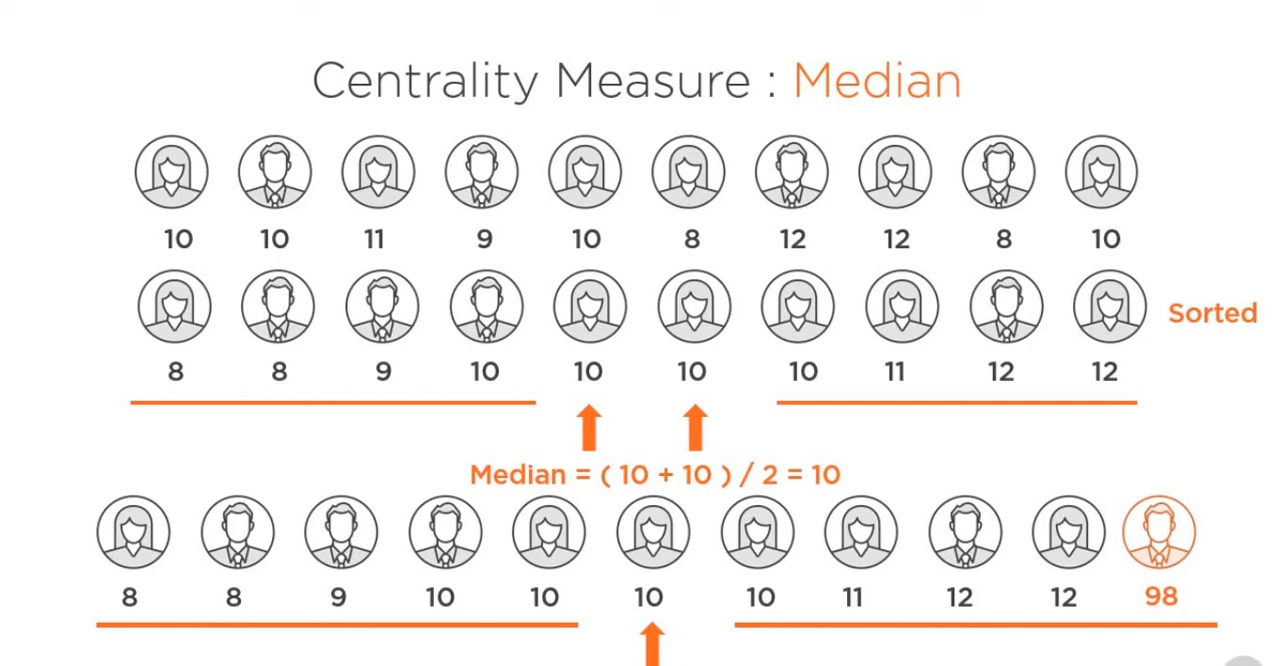 Centrality Measure : Median
10 10 11 9 10 8 12 12 8 10
Sorted
8 8 9 10 10 10 10 11 12 12
Median = ( 10 + 10 ) / 2 = 10
8 8 9 10 10 10 10 11 12 12 98